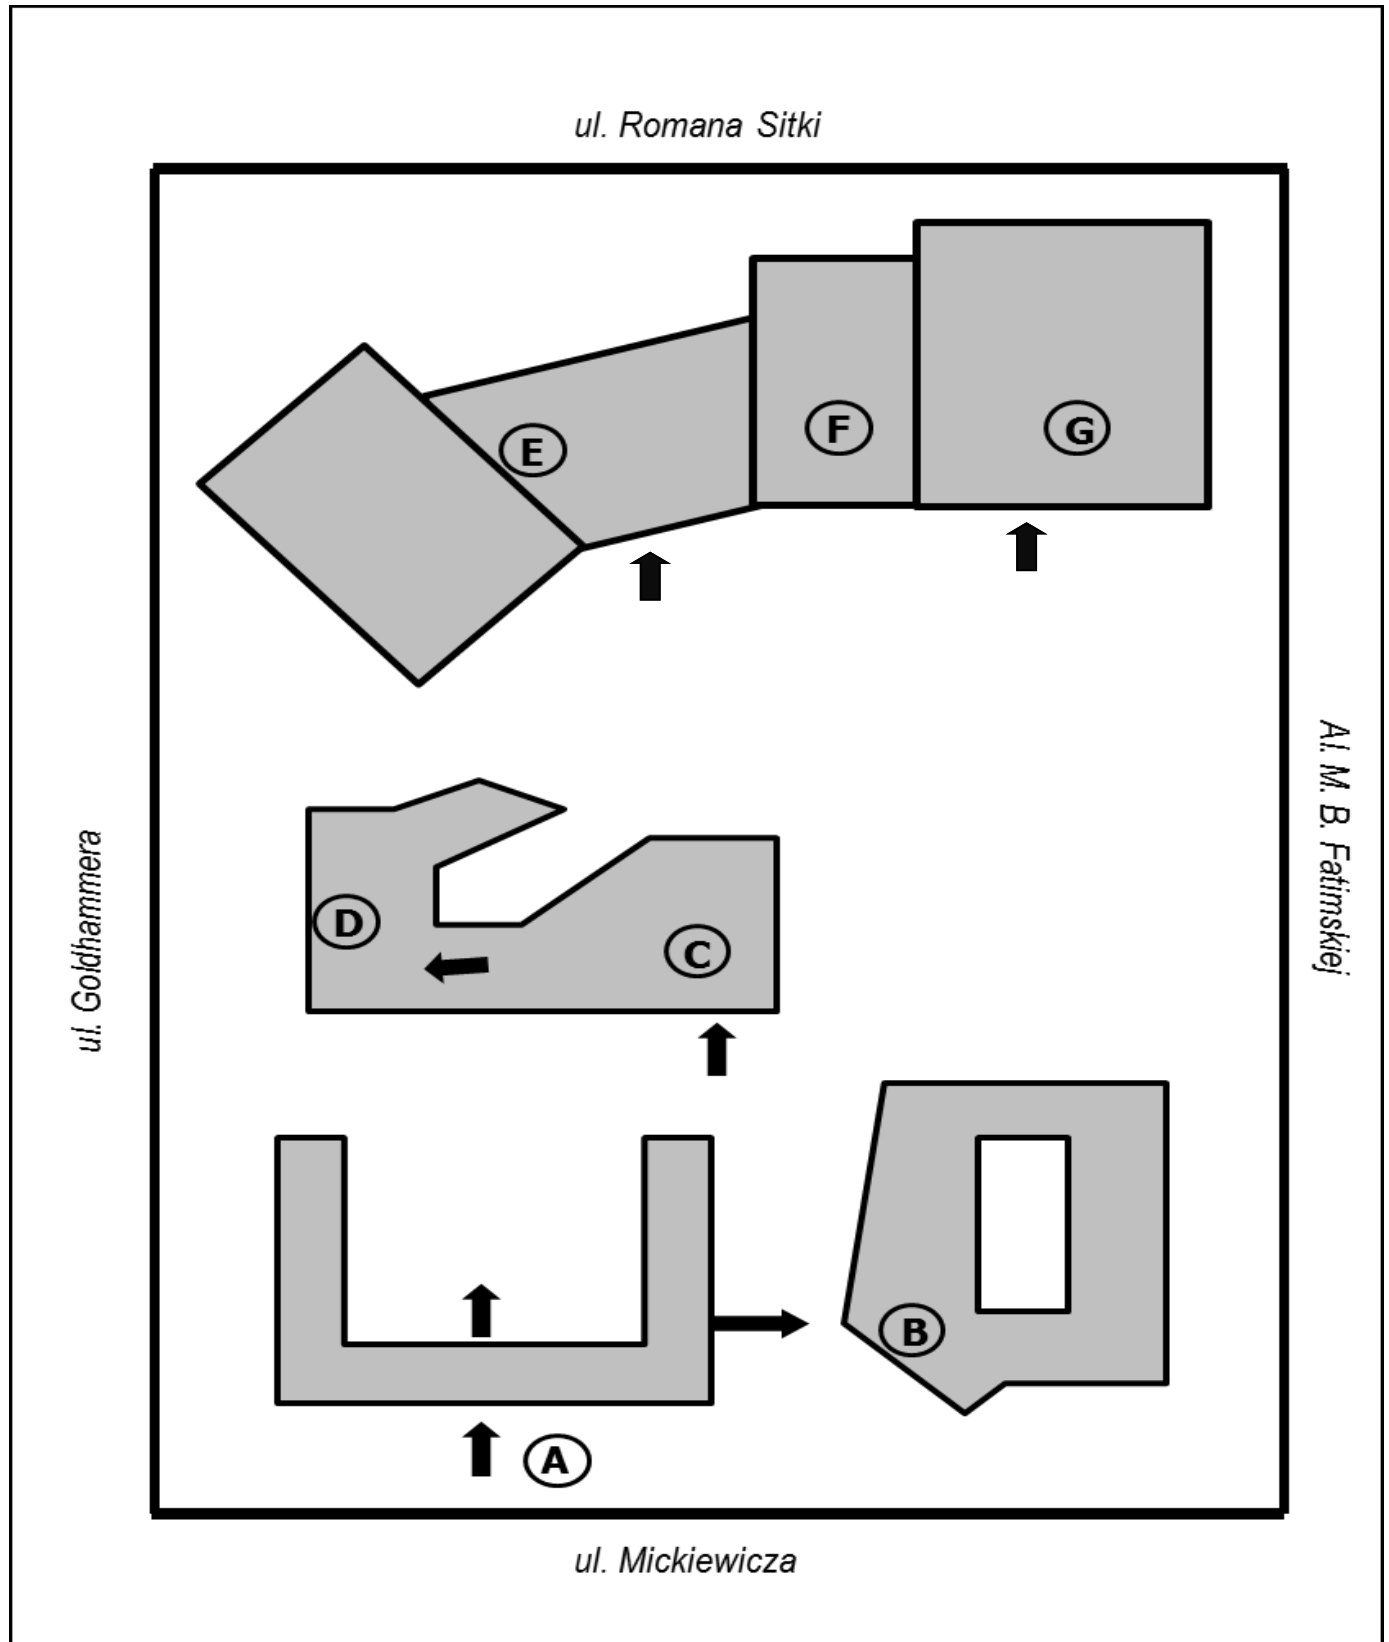 ul. Romana Sitki
E
F
G
Al. M. B. Fatimskiej
ul. Goldhammera
D
C
B
A
ul. Mickiewicza